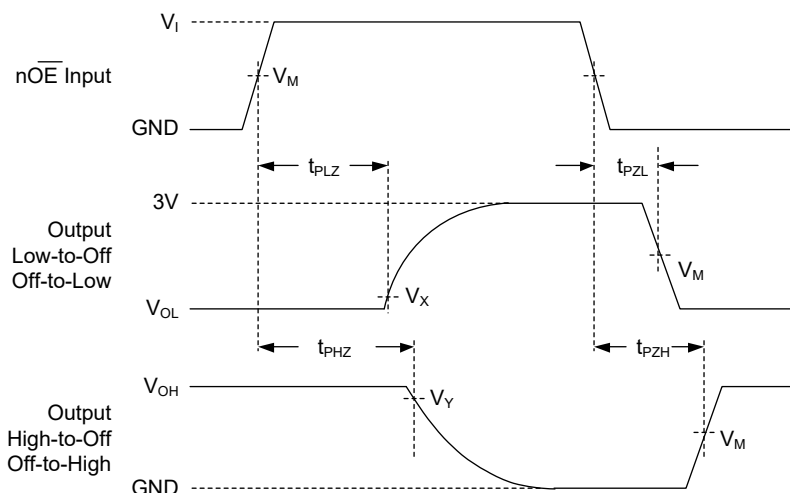 V_I
nO̅E̅ Input
V_M
GND
t_PLZ
t_PZL
3V
Output
Low-to-Off
Off-to-Low
V_M
V_X
V_OL
t_PHZ
t_PZH
V_OH
V_Y
Output
High-to-Off
Off-to-High
V_M
GND